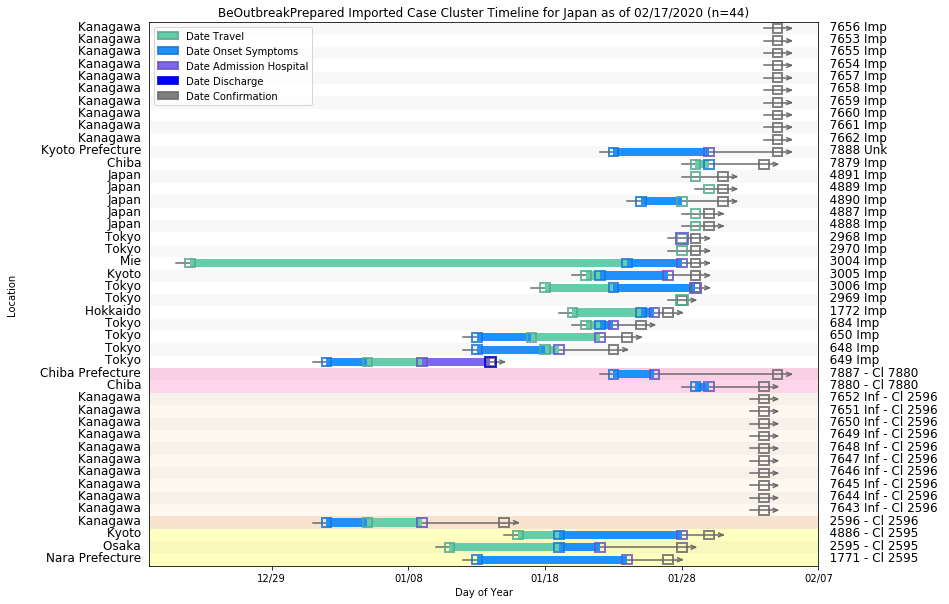 BeOutbreakPrepared Imported Case Cluster Timeline for Japan as of 02/17/2020 (n=44)
Date Travel
Date Onset Symptoms
Date Admission Hospital
Date Discharge
Date Confirmation
Location
Kanagawa 7656 Imp
Kanagawa 7653 Imp
Kanagawa 7655 Imp
Kanagawa 7654 Imp
Kanagawa 7657 Imp
Kanagawa 7658 Imp
Kanagawa 7659 Imp
Kanagawa 7660 Imp
Kanagawa 7661 Imp
Kanagawa 7662 Imp
Kyoto Prefecture 7888 Unk
Chiba 7879 Imp
Japan 4891 Imp
Japan 4889 Imp
Japan 4890 Imp
Japan 4887 Imp
Japan 4888 Imp
Tokyo 2968 Imp
Tokyo 2970 Imp
Mie 3004 Imp
Kyoto 3005 Imp
Tokyo 3006 Imp
Tokyo 2969 Imp
Hokkaido 1772 Imp
Tokyo 684 Imp
Tokyo 650 Imp
Tokyo 648 Imp
Tokyo 649 Imp
Chiba Prefecture 7887 - Cl 7880
Chiba 7880 - Cl 7880
Kanagawa 7652 Inf - Cl 2596
Kanagawa 7651 Inf - Cl 2596
Kanagawa 7650 Inf - Cl 2596
Kanagawa 7649 Inf - Cl 2596
Kanagawa 7648 Inf - Cl 2596
Kanagawa 7647 Inf - Cl 2596
Kanagawa 7646 Inf - Cl 2596
Kanagawa 7645 Inf - Cl 2596
Kanagawa 7644 Inf - Cl 2596
Kanagawa 7643 Inf - Cl 2596
Kanagawa 2596 - Cl 2596
Kyoto 4886 - Cl 2595
Osaka 2595 - Cl 2595
Nara Prefecture 1771 - Cl 2595
12/29 01/08 01/18 01/28 02/07
Day of Year